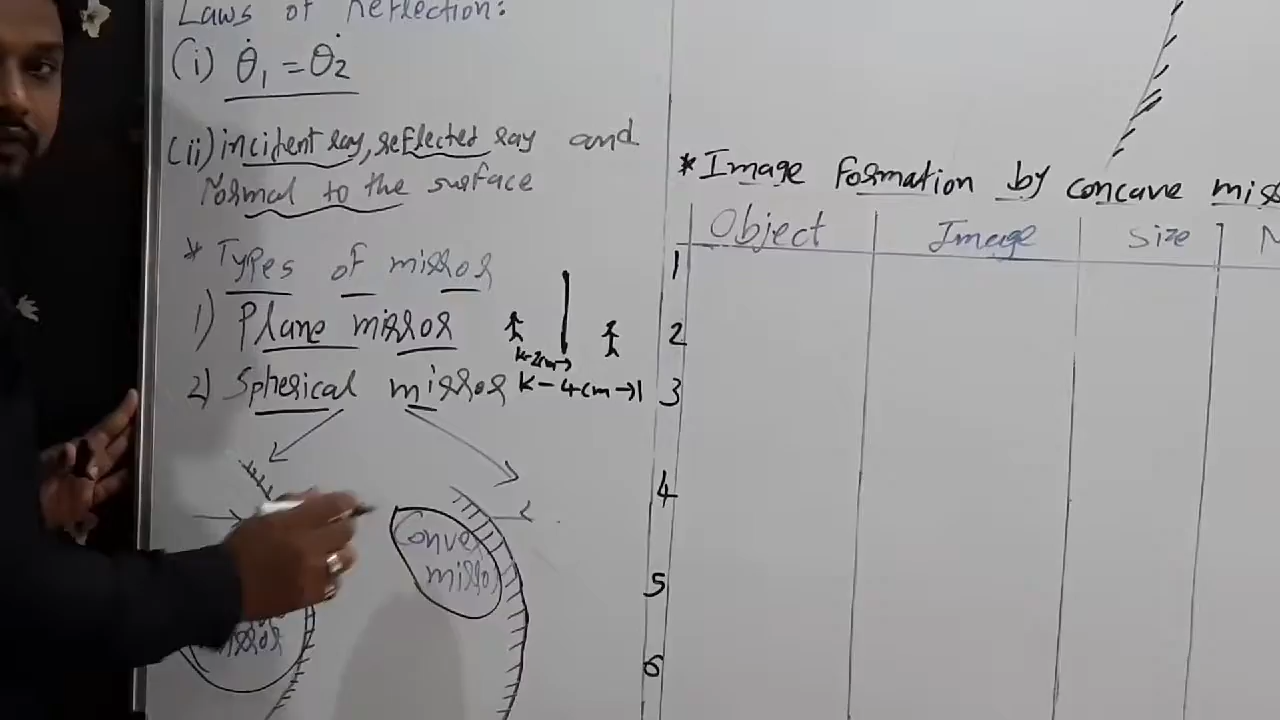 Laws of Reflection:
(i) θ₁ = θ₂
(ii) incident ray, reflected ray and
Normal to the surface
* Types of mirror
1) Plane mirror
k-2cm→
2) Spherical mirror k-4cm→1
Convex
mirror
mirror
* Image Formation by concave
Object Image Size
1
2
3
4
5
6